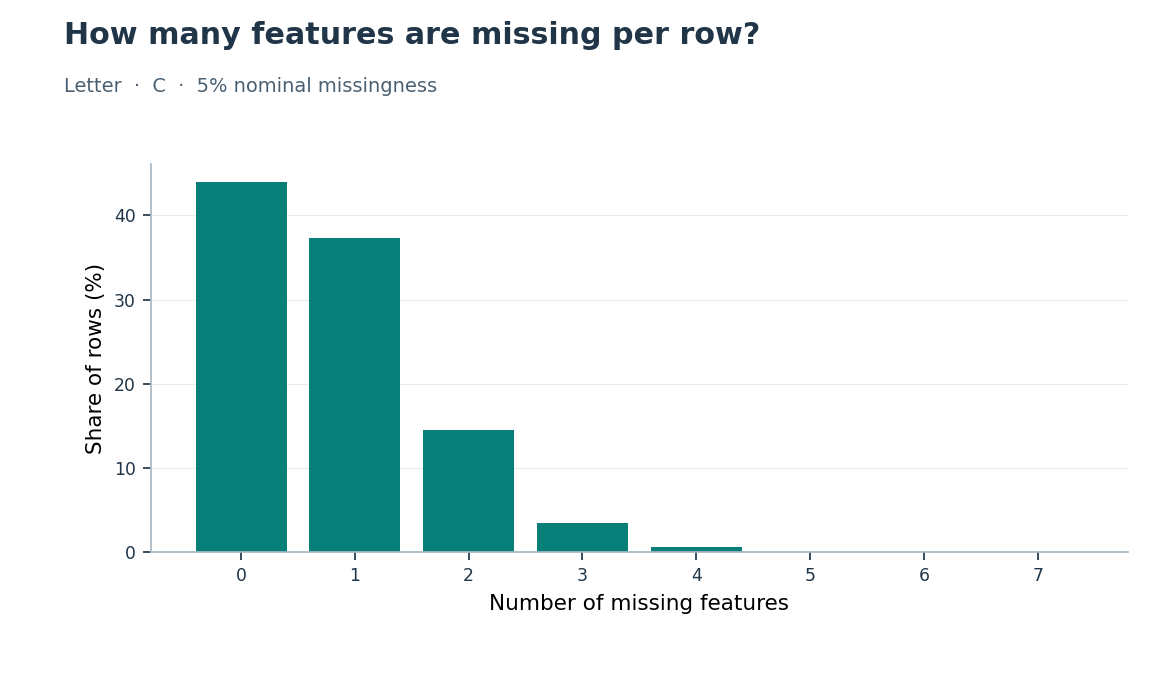 How many features are missing per row?
Letter · C · 5% nominal missingness
40
30
20
10
0
Share of rows (%)
0 1 2 3 4 5 6 7
Number of missing features